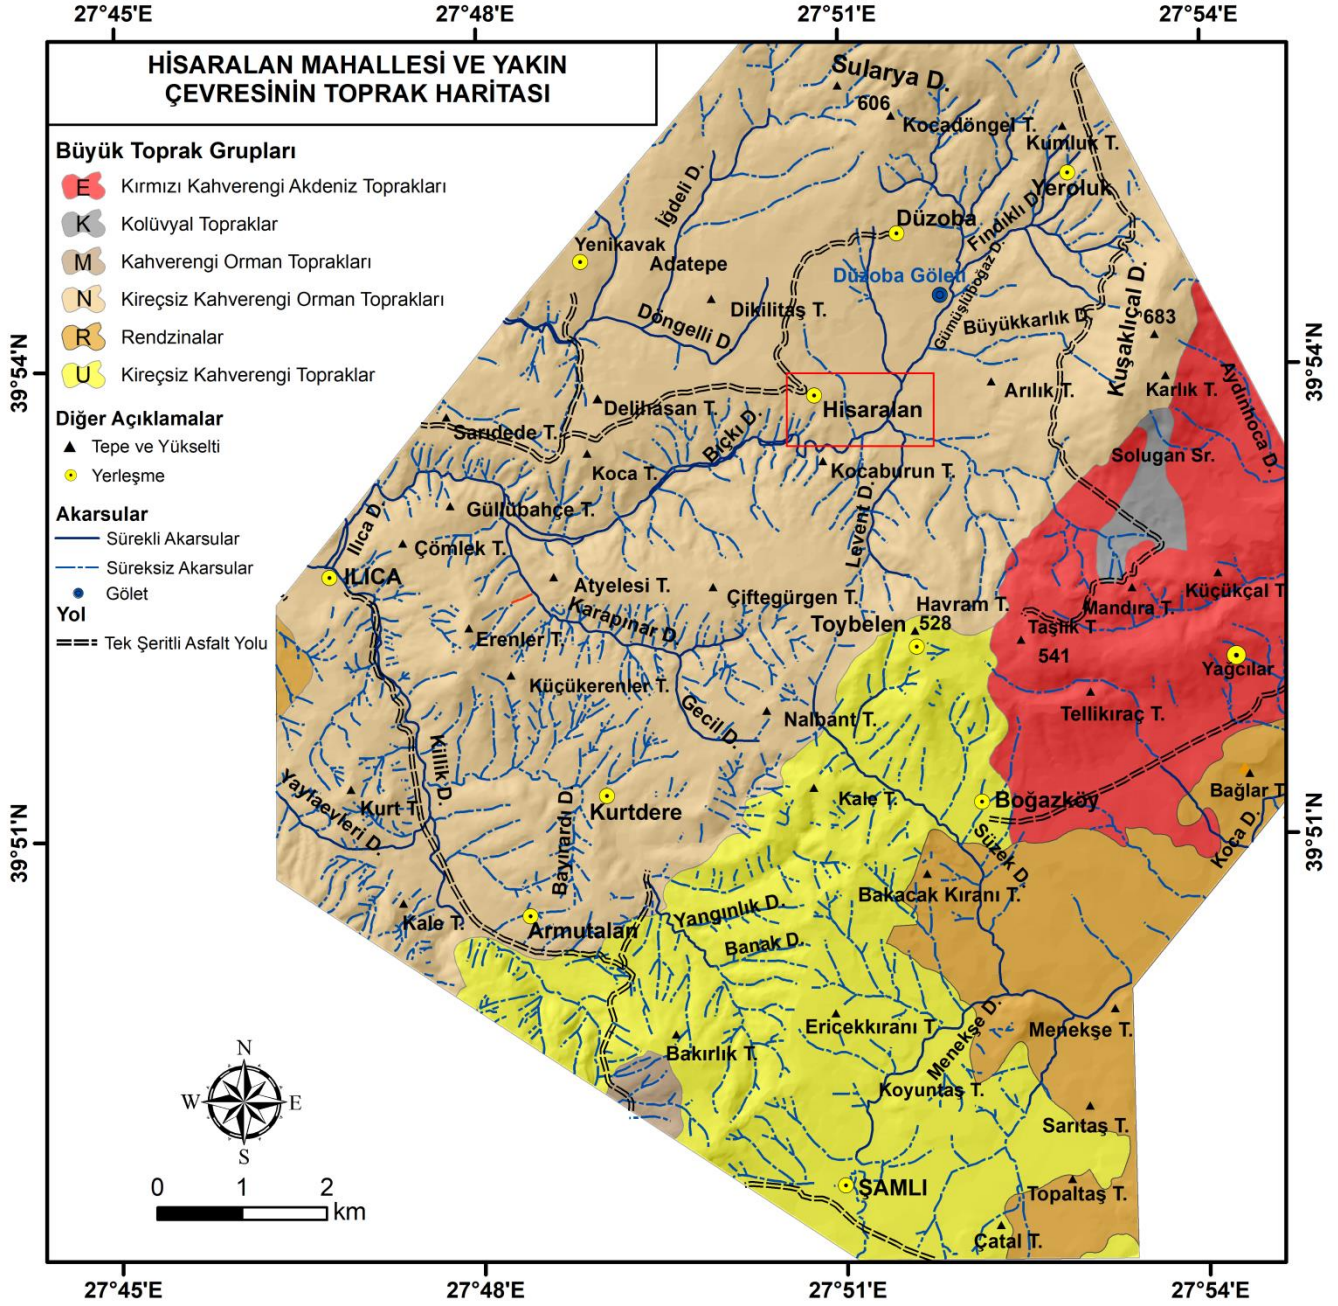 27°45'E
27°48'E
27°51'E
27°54'E
HİSARALAN MAHALLESİ VE YAKIN
ÇEVRESİNİN TOPRAK HARİTASI
Büyük Toprak Grupları
E Kırmızı Kahverengi Akdeniz Toprakları
K Kolüvyal Topraklar
M Kahverengi Orman Toprakları
N Kireçsiz Kahverengi Orman Toprakları
R Rendzinalar
U Kireçsiz Kahverengi Topraklar
Diğer Açıklamalar
Tepe ve Yükselti
Yerleşme
Akarsular
Sürekli Akarsular
Süreksiz Akarsular
Gölet
Yol
Tek Şeritli Asfalt Yolu
Sularya D.
606
Kocadöngel T.
Kumluk T.
Yeroluk
İğdeli D.
Düzoba
Fındıklı D.
Yenikavak
Adatepe
Düzoba Göleti
Gümüşlüpoğaz D.
Kuşaklıçal D.
Dikilitaş T.
Döngelli D.
Büyükkarlık D.
683
39°54'N
39°54'N
Arılık T.
Karlık T.
Aydınhoca D.
Delihasan T.
Hisaralan
Sarıdede T.
Bıçkı D.
Koca T.
Kocaburun T.
Solugan Sr.
Güllübahçe T.
Levent D.
Ilıca D.
Çömlek T.
ILICA
Atyelesi T.
Çiftegürgen T.
Küçükçal T.
Mandıra T.
Havram T.
Karapınar D.
Toybelen
528
Taşlık T
541
Erenler T.
Yağcılar
Küçükerenler T.
Gecil D.
Nalbant T.
Tellikıraç T.
Killik D.
Yaylaevleri D.
Kurt T.
Kurtdere
Kale T.
Boğazköy
Bağlar T
Koca D.
39°51'N
39°51'N
Süzek D
Bayırardı D.
Bakacak Kıranı T.
Kale T.
Armutalan
Yangınlık D.
Banak D.
Eriçekkıranı T.
Menekşe D.
Menekşe T.
Bakırlık T.
Koyuntaş T.
Sarıtaş T.
N
W
E
S
ŞAMLI
Topaltaş T.
Çatal T.
0
1
2
km
27°45'E
27°48'E
27°51'E
27°54'E